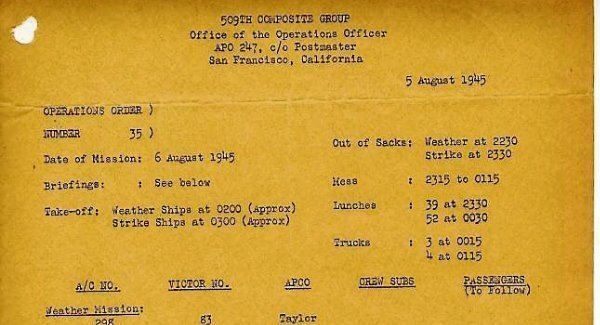 509TH COMPOSITE GROUP
Office of the Operations Officer
APO 247, c/o Postmaster
San Francisco, California
5 August 1945
OPERATIONS ORDER )
NUMBER 35 )
Date of Mission: 6 August 1945
Briefings: : See below
Take-off: Weather Ships at 0200 (Approx)
Strike Ships at 0300 (Approx)
Out of Sacks: Weather at 2230
Strike at 2330
Mess : 2315 to 0115
Lunches : 39 at 2330
52 at 0030
Trucks : 3 at 0015
4 at 0115
A/C NO. VICTOR NO. APCO CREW SUBS PASSENGERS
(To Follow)
Weather Mission:
298 83 Taylor